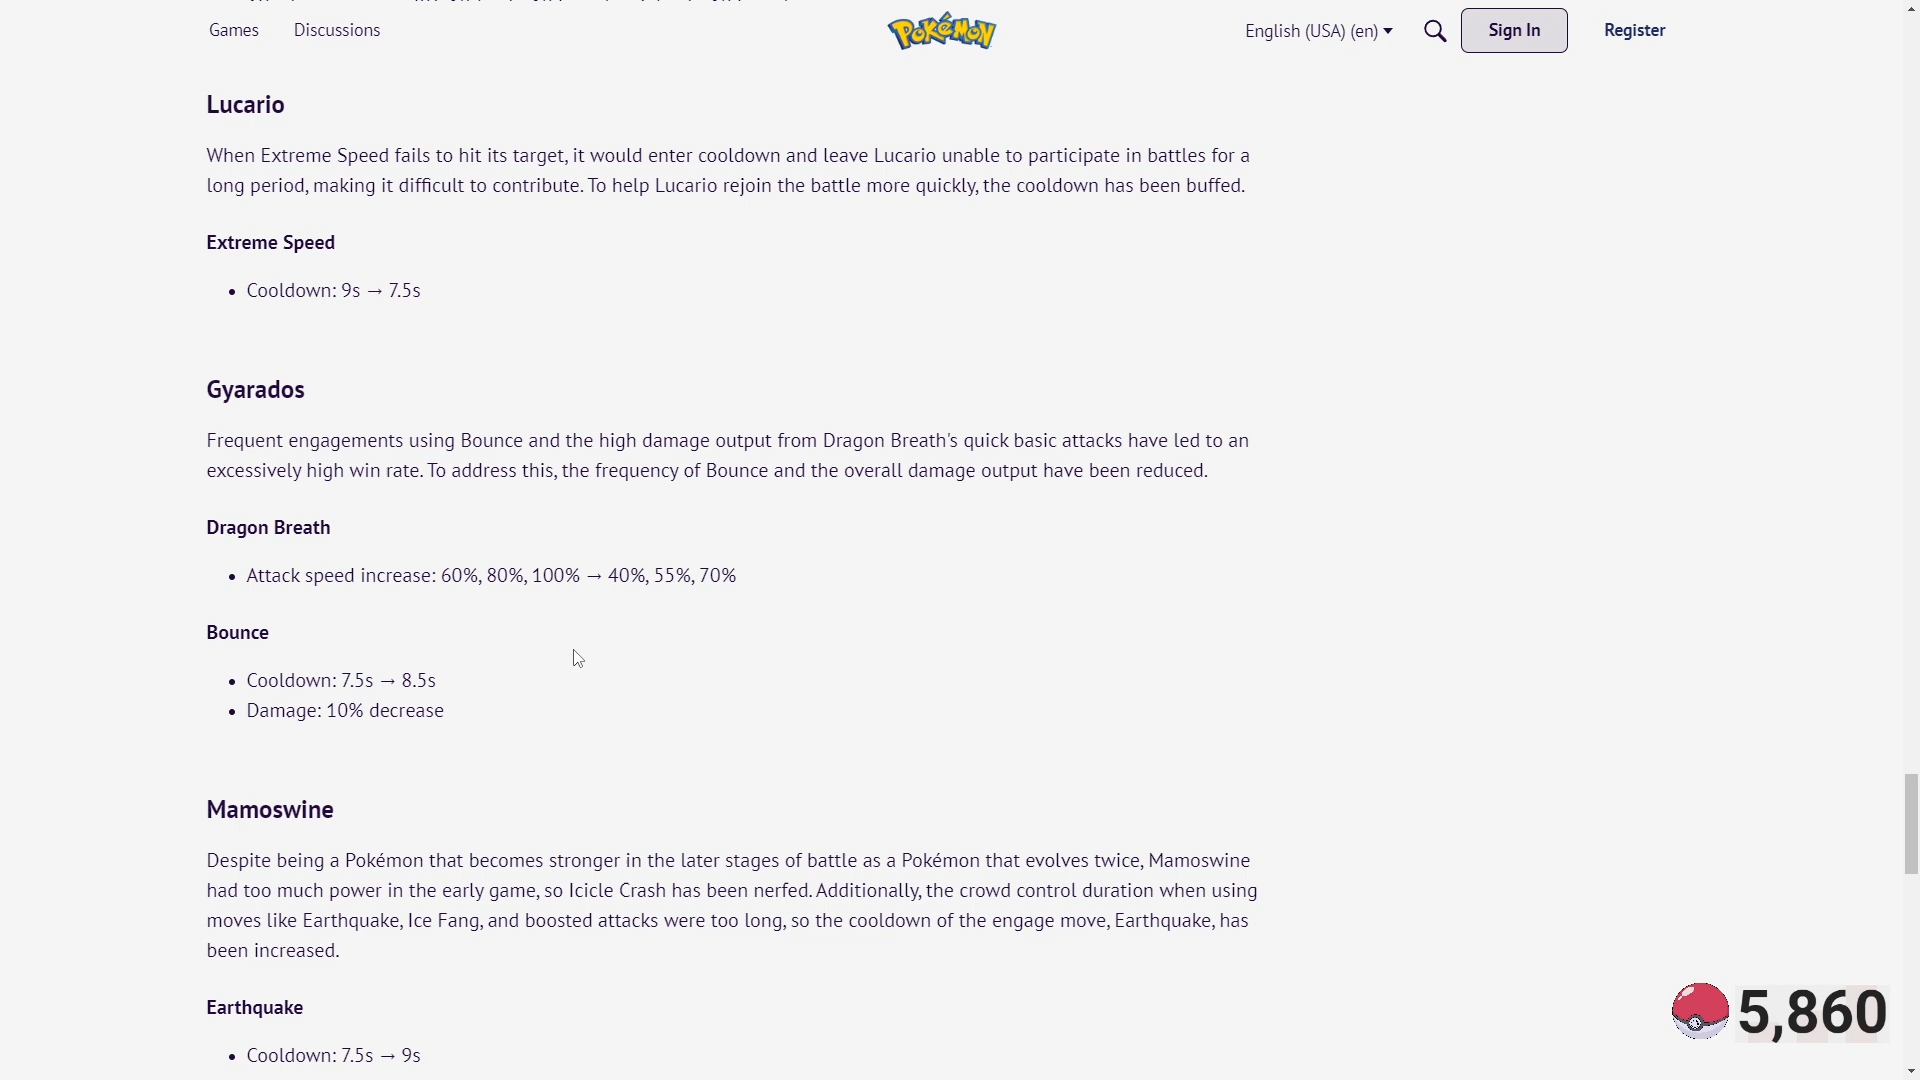 Games
Discussions
POKéMON
English (USA) (en)
Sign In
Register
Lucario
When Extreme Speed fails to hit its target, it would enter cooldown and leave Lucario unable to participate in battles for a
long period, making it difficult to contribute. To help Lucario rejoin the battle more quickly, the cooldown has been buffed.
Extreme Speed
• Cooldown: 9s → 7.5s
Gyarados
Frequent engagements using Bounce and the high damage output from Dragon Breath's quick basic attacks have led to an
excessively high win rate. To address this, the frequency of Bounce and the overall damage output have been reduced.
Dragon Breath
• Attack speed increase: 60%, 80%, 100% → 40%, 55%, 70%
Bounce
• Cooldown: 7.5s → 8.5s
• Damage: 10% decrease
Mamoswine
Despite being a Pokémon that becomes stronger in the later stages of battle as a Pokémon that evolves twice, Mamoswine
had too much power in the early game, so Icicle Crash has been nerfed. Additionally, the crowd control duration when using
moves like Earthquake, Ice Fang, and boosted attacks were too long, so the cooldown of the engage move, Earthquake, has
been increased.
Earthquake
• Cooldown: 7.5s → 9s
5,860